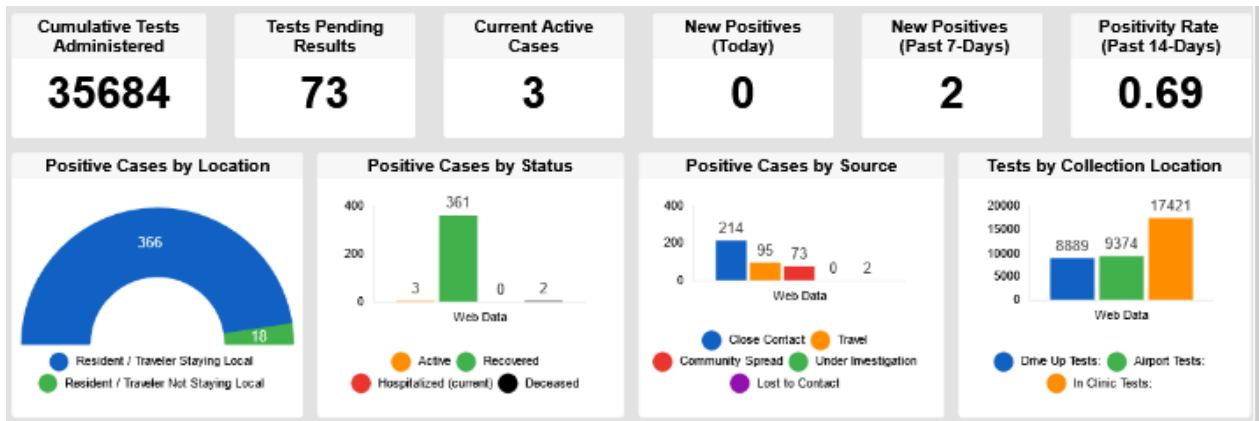 Cumulative Tests
Administered
35684
Tests Pending
Results
73
Current Active
Cases
3
New Positives
(Today)
0
New Positives
(Past 7-Days)
2
Positivity Rate
(Past 14-Days)
0.69
Positive Cases by Location
366
18
Resident / Traveler Staying Local
Resident / Traveler Not Staying Local
Positive Cases by Status
400
200
0
3
361
0
2
Web Data
Active Recovered
Hospitalized (current) Deceased
Positive Cases by Source
400
200
0
214
95
73
0
2
Web Data
Close Contact Travel
Community Spread Under Investigation
Lost to Contact
Tests by Collection Location
20000
15000
10000
5000
0
8889
9374
17421
Web Data
Drive Up Tests: Airport Tests:
In Clinic Tests: